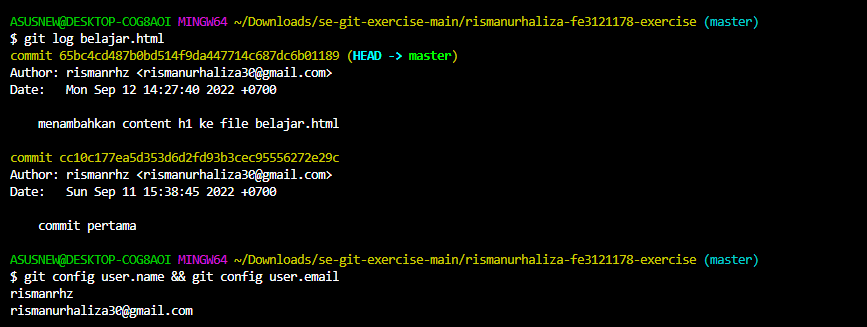 ASUSNEW@DESKTOP-COG8AOI MINGW64 ~/Downloads/se-git-exercise-main/rismanurhaliza-fe3121178-exercise (master)
$ git log belajar.html
commit 65bc4cd487b0bd514f9da447714c687dc6b01189 (HEAD -> master)
Author: rismanrhz <rismanurhaliza30@gmail.com>
Date:   Mon Sep 12 14:27:40 2022 +0700
    menambahkan content h1 ke file belajar.html
commit cc10c177ea5d353d6d2fd93b3cec95556272e29c
Author: rismanrhz <rismanurhaliza30@gmail.com>
Date:   Sun Sep 11 15:38:45 2022 +0700
    commit pertama
ASUSNEW@DESKTOP-COG8AOI MINGW64 ~/Downloads/se-git-exercise-main/rismanurhaliza-fe3121178-exercise (master)
$ git config user.name && git config user.email
rismanrhz
rismanurhaliza30@gmail.com